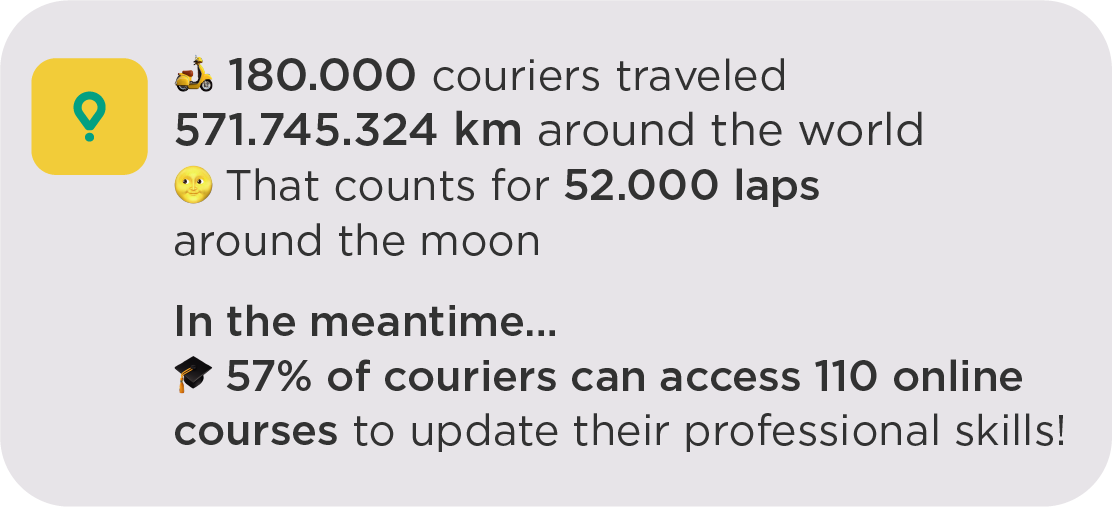 🛵 180.000 couriers traveled
571.745.324 km around the world
🌝 That counts for 52.000 laps
around the moon
In the meantime...
🎓 57% of couriers can access 110 online
courses to update their professional skills!